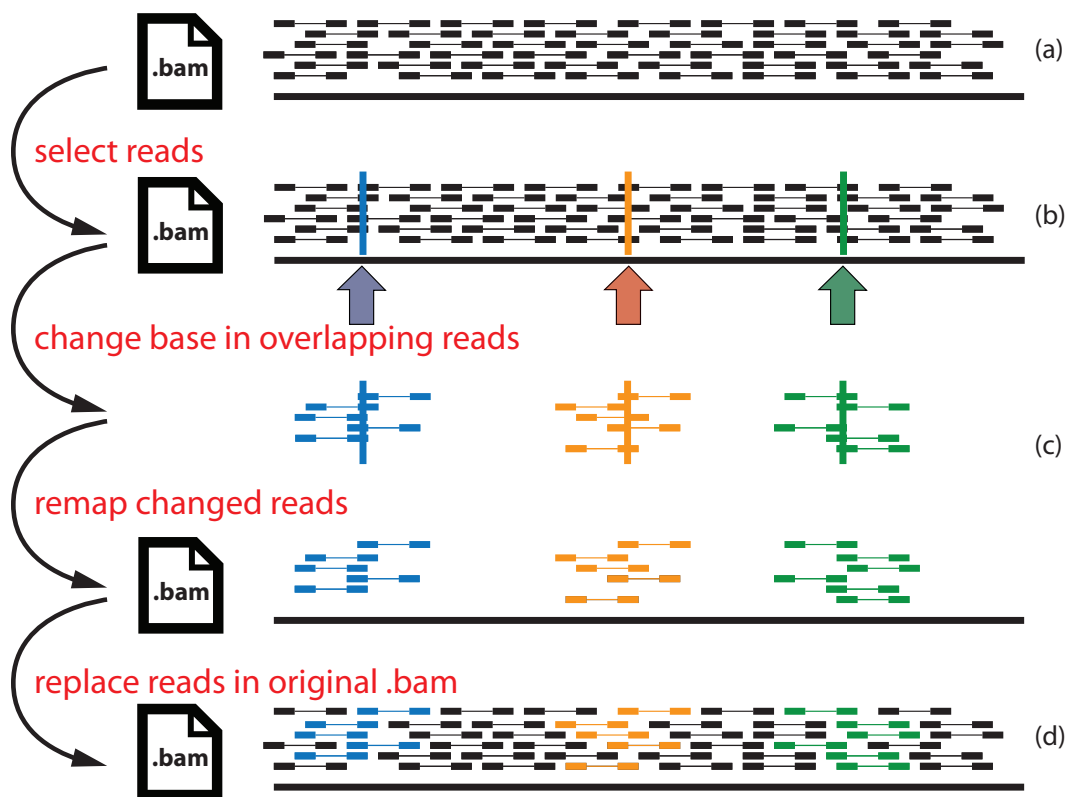 .bam
(a)
select reads
.bam
(b)
change base in overlapping reads
(c)
remap changed reads
.bam
replace reads in original .bam
.bam
(d)